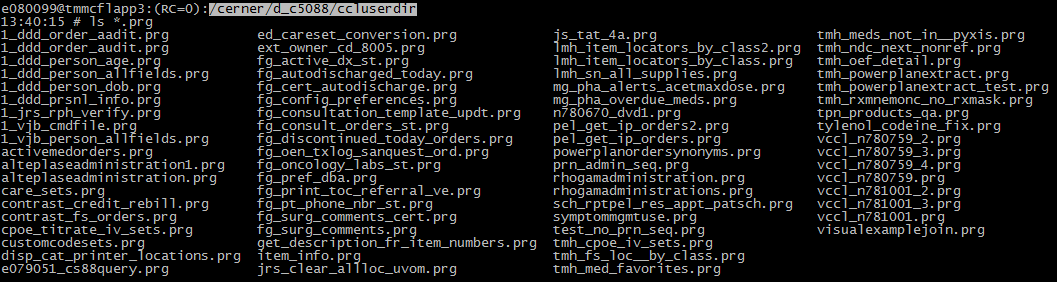 e080099@tmmcflapp3:(RC=0):/cerner/d_c5088/ccluserdir
13:40:15 # ls *.prg
1_ddd_order_aadit.prg ed_careset_conversion.prg js_tat_4a.prg tmh_meds_not_in__pyxis.prg
1_ddd_order_audit.prg ext_owner_cd_8005.prg lmh_item_locators_by_class2.prg tmh_ndc_next_nonref.prg
1_ddd_person_age.prg fg_active_dx_st.prg lmh_item_locators_by_class.prg tmh_oef_detail.prg
1_ddd_person_allfields.prg fg_autodischarged_today.prg lmh_sn_all_supplies.prg tmh_powerplanextract.prg
1_ddd_person_dob.prg fg_cert_autodischarge.prg mg_pha_alerts_acetmaxdose.prg tmh_powerplanextract_test.prg
1_ddd_prsnl_info.prg fg_config_preferences.prg mg_pha_overdue_meds.prg tmh_rxmnemonc_no_rxmask.prg
1_jrs_rph_verify.prg fg_consultation_template_updt.prg n780670_dvd1.prg tpn_products_qa.prg
1_vjb_cmdfile.prg fg_consult_orders_st.prg pel_get_ip_orders2.prg tylenol_codeine_fix.prg
1_vjb_person_allfields.prg fg_discontinued_today_orders.prg pel_get_ip_orders.prg vccl_n780759_2.prg
activemedorders.prg fg_oen_txlog_sanquest_ord.prg powerplanordersynonyms.prg vccl_n780759_3.prg
alteplaseadministration1.prg fg_oncology_labs_st.prg prn_admin_seq.prg vccl_n780759_4.prg
alteplaseadministration.prg fg_pref_dba.prg rhogamadministration.prg vccl_n780759.prg
care_sets.prg fg_print_toc_referral_ve.prg rhogamadministrations.prg vccl_n781001_2.prg
contrast_credit_rebill.prg fg_pt_phone_nbr_st.prg sch_rptpel_res_appt_patsch.prg vccl_n781001_3.prg
contrast_fs_orders.prg fg_surg_comments_cert.prg symptommgmtuse.prg vccl_n781001.prg
cpoe_titrate_iv_sets.prg fg_surg_comments.prg test_no_prn_seq.prg visualexamplejoin.prg
customcodesets.prg get_description_fr_item_numbers.prg tmh_cpoe_iv_sets.prg
disp_cat_printer_locations.prg item_info.prg tmh_fs_loc__by_class.prg
e079051_cs88query.prg jrs_clear_allloc_uvom.prg tmh_med_favorites.prg